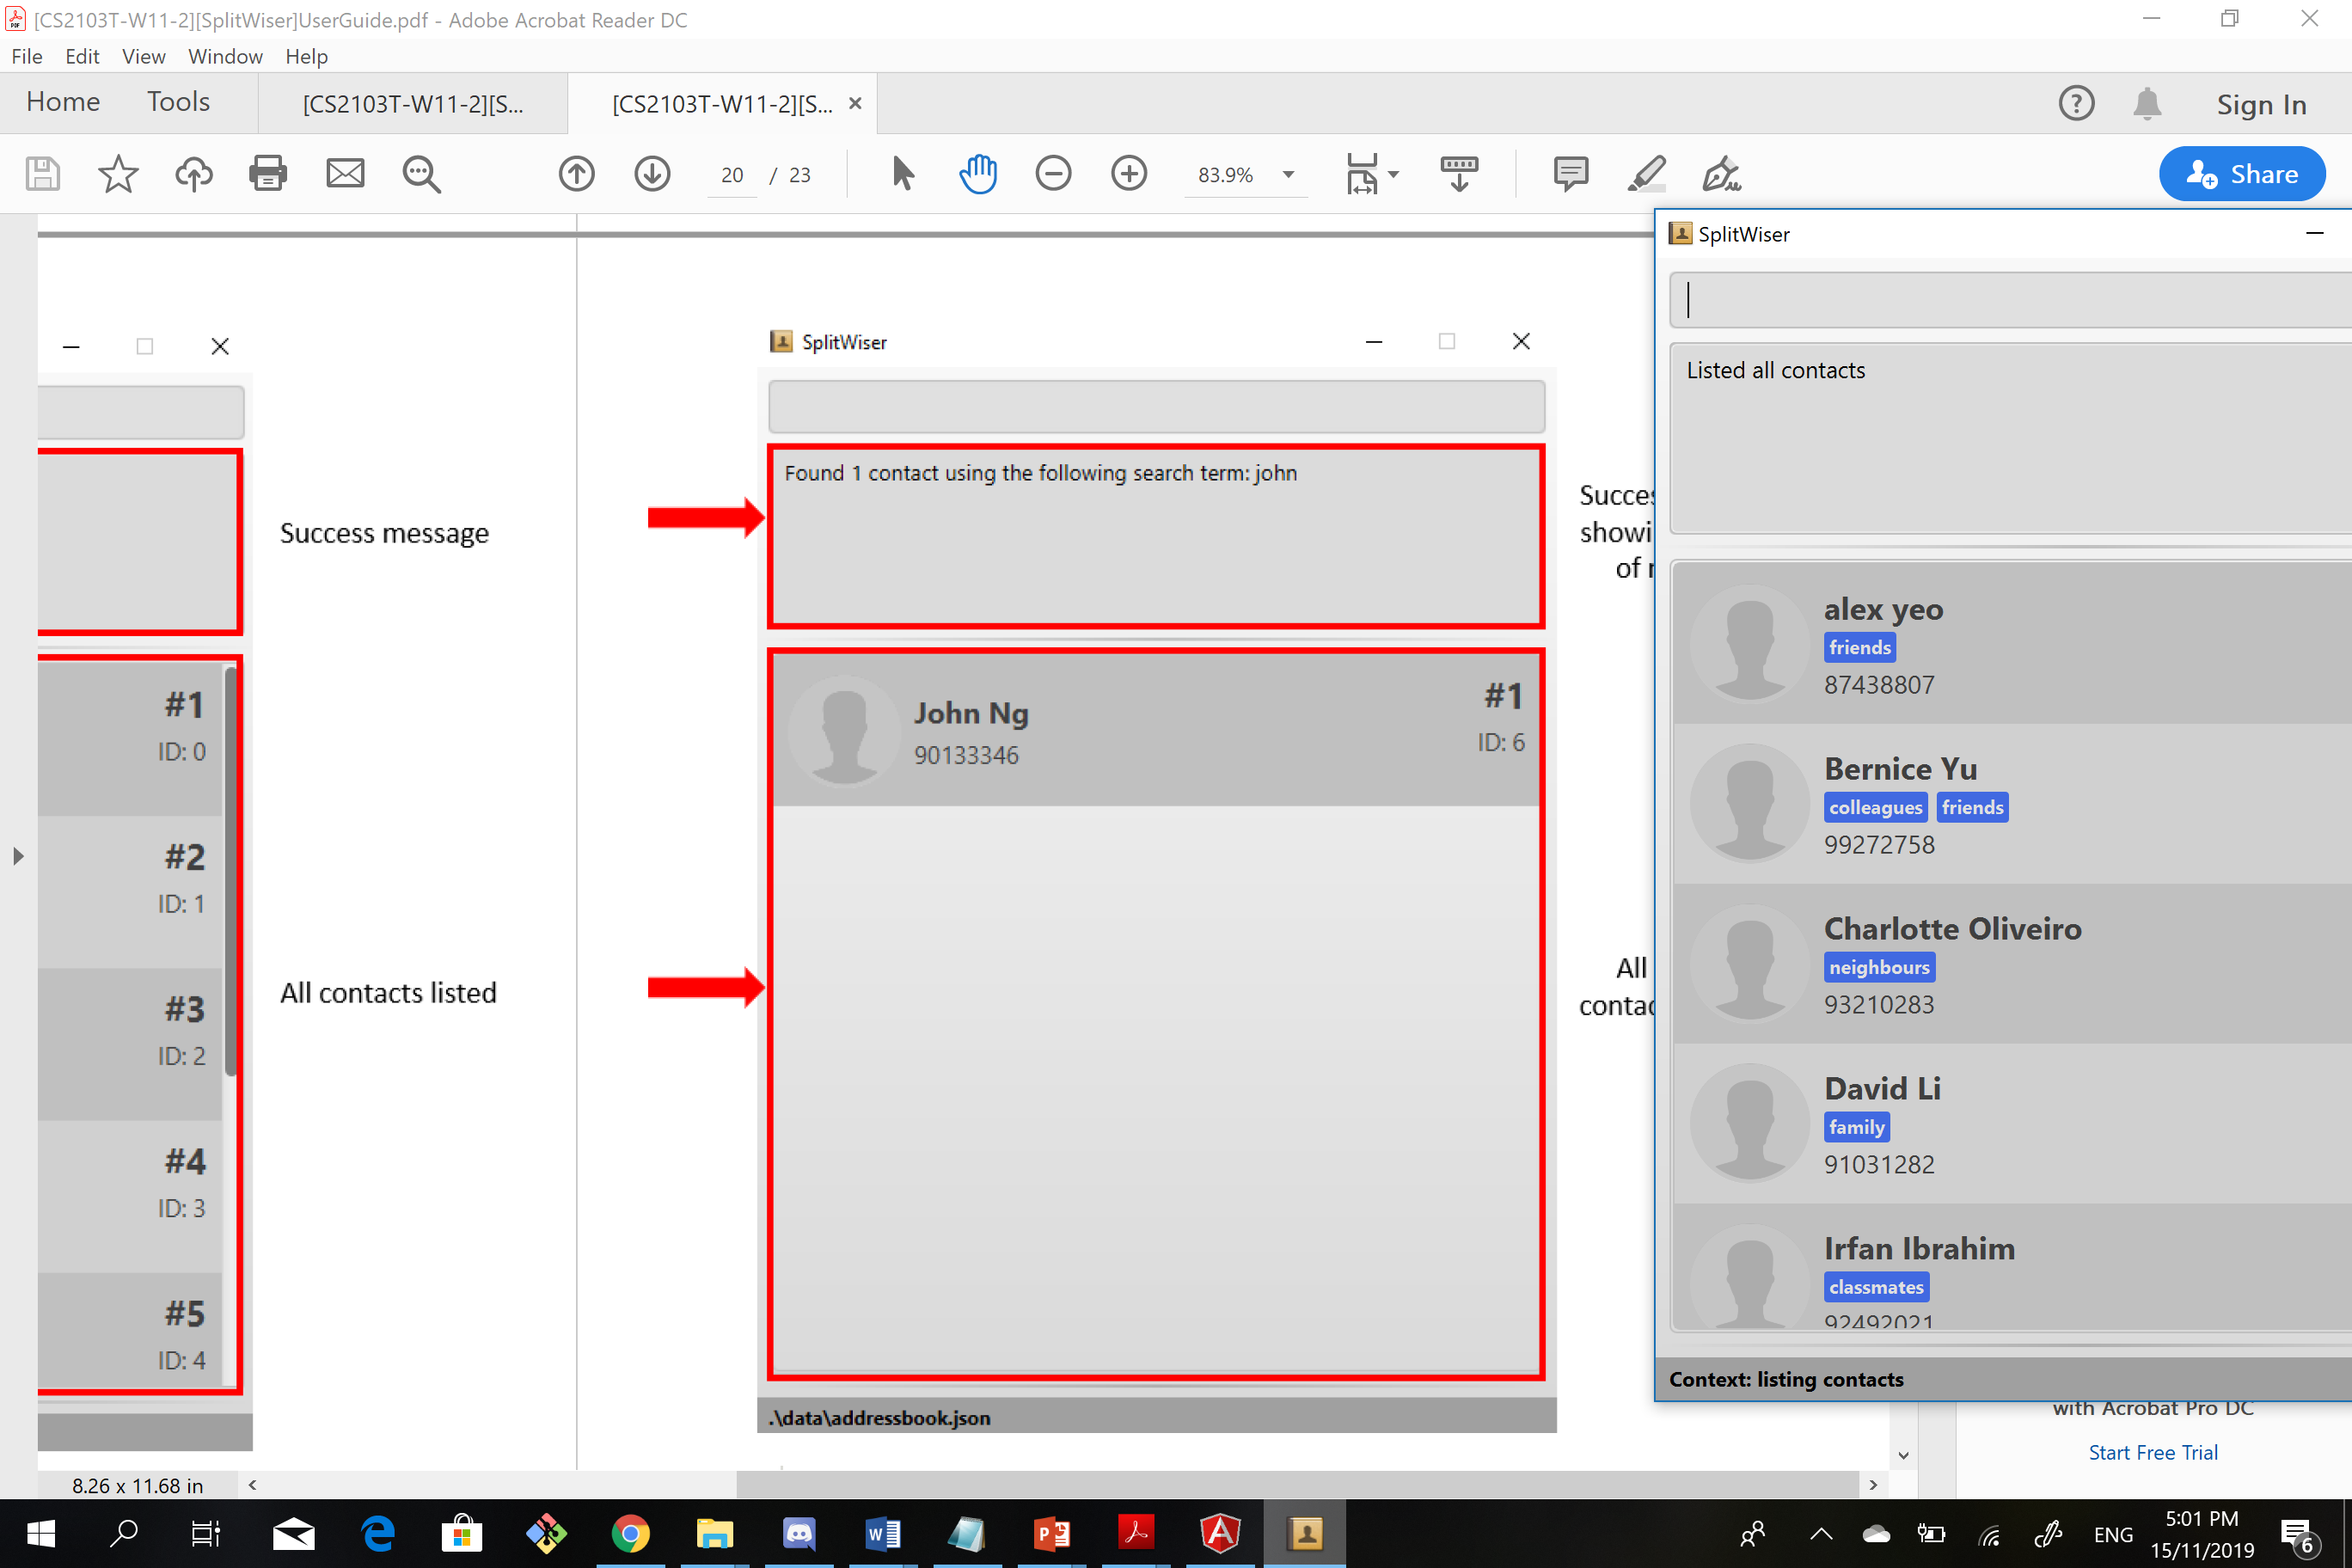 [CS2103T-W11-2][SplitWiser]UserGuide.pdf - Adobe Acrobat Reader DC
File Edit View Window Help
Home Tools [CS2103T-W11-2][S... [CS2103T-W11-2][S... Sign In
20 / 23 83.9% Share
#1
ID: 0
#2
ID: 1
#3
ID: 2
#4
ID: 3
#5
ID: 4
Success message
All contacts listed
SplitWiser
Found 1 contact using the following search term: john
John Ng
90133346
#1
ID: 6
.\data\addressbook.json
showi
of
All
SplitWiser
Listed all contacts
alex yeo
friends
87438807
Bernice Yu
colleagues friends
99272758
Charlotte Oliveiro
neighbours
93210283
David Li
family
91031282
Irfan Ibrahim
classmates
92492021
Context: listing contacts
with Acrobat Pro DC
Start Free Trial
8.26 x 11.68 in
ENG
5:01 PM
15/11/2019
6